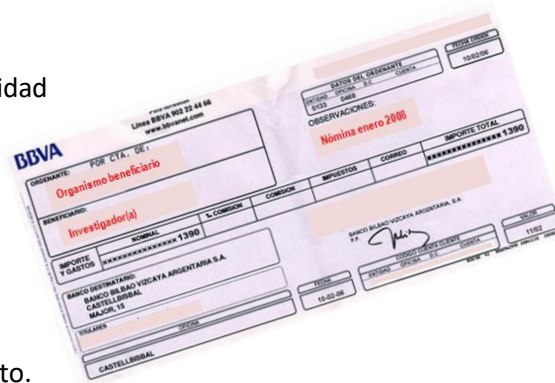 idad
Línea BBVA 902 22 44 66
www.bbvanet.com
BBVA
ORDENANTE:
POR CTA. DE:
Organismo beneficiario
BENEFICIARIO:
Investigador(a)
DATOS DEL ORDENANTE
ENTIDAD OFICINA D.C CUENTA
0133 0468
FECHA ORDEN
10/02/06
OBSERVACIONES:
Nómina enero 2006
IMPORTE Y GASTOS
NOMINAL
% COMISION
COMISION
IMPUESTOS
CORREO
IMPORTE TOTAL
1390
1390
BANCO DESTINATARIO:
BANCO BILBAO VIZCAYA ARGENTARIA S.A.
CASTELLBISBAL
MAJOR, 15
BANCO BILBAO VIZCAYA ARGENTARIA, S.A.
P.P.
TITULARES
OFICINA
CASTELLBISBAL
FECHA
10-02-06
CODIGO CUENTA CLIENTE
ENTIDAD OFICINA D.C CUENTA
VALOR
11/02
to.